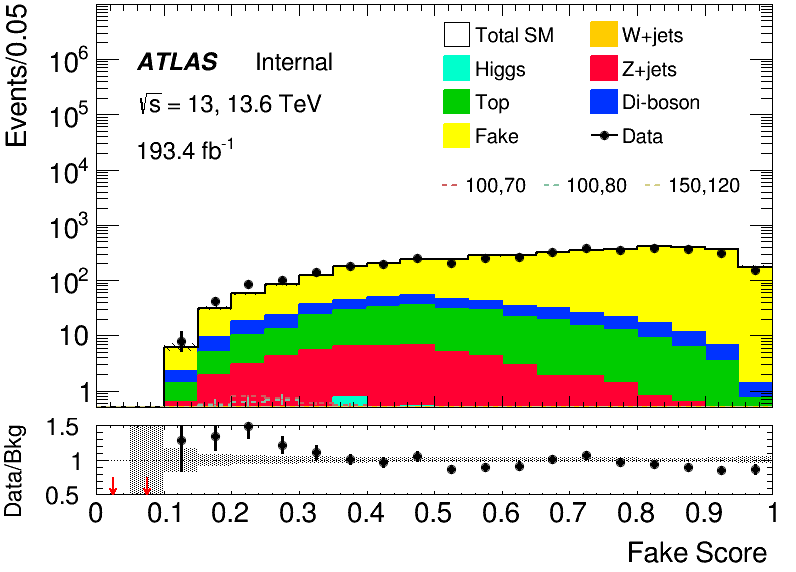 Events/0.05
10^6
10^5
10^4
10^3
10^2
10
1
ATLAS Internal
√s = 13, 13.6 TeV
193.4 fb^-1
Total SM
W+jets
Higgs
Z+jets
Top
Di-boson
Fake
Data
100,70
100,80
150,120
Data/Bkg
1.5
1
0.5
0 0.1 0.2 0.3 0.4 0.5 0.6 0.7 0.8 0.9 1
Fake Score